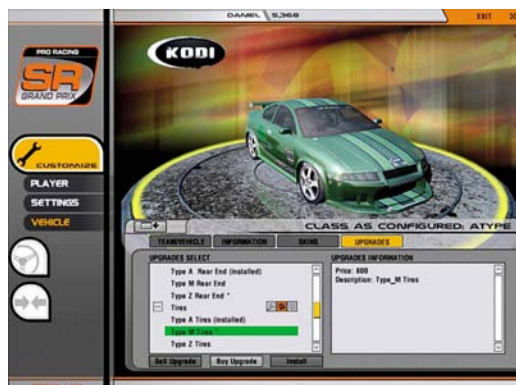 DANIEL \ 5,368
EXIT
KODI
PRO RACING
SR
GRAND PRIX
CUSTOMIZE
PLAYER
SETTINGS
VEHICLE
CLASS AS CONFIGURED: ATYPE
TEAM/VEHICLE
INFORMATION
SKINS
UPGRADES
UPGRADES SELECT
Type A Rear End (installed)
Type M Rear End
Type Z Rear End *
Tires
Type A Tires (installed)
Type M Tires *
Type Z Tires
UPGRADES INFORMATION
Price: 800
Description: Type_M Tires
Sell Upgrade
Buy Upgrade
Install